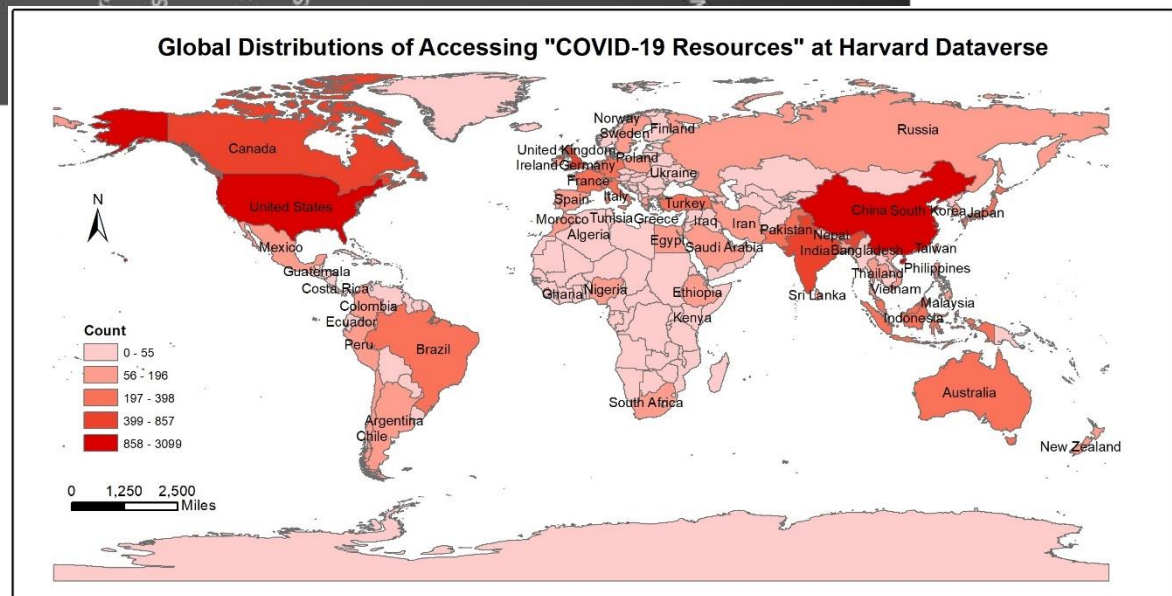 Global Distributions of Accessing "COVID-19 Resources" at Harvard Dataverse
Norway
Sweden
Finland
Russia
Canada
United Kingdom
Ireland
Germany
Poland
Ukraine
France
N
United States
Spain
Italy
Turkey
China
South Korea
Japan
Morocco
Tunisia
Greece
Iraq
Iran
Pakistan
Nepal
Algeria
Egypt
Saudi Arabia
India
Bangladesh
Taiwan
Mexico
Guatemala
Thailand
Philippines
Costa Rica
Ghana
Nigeria
Ethiopia
Sri Lanka
Vietnam
Malaysia
Colombia
Ecuador
Kenya
Indonesia
Peru
Brazil
Australia
South Africa
Argentina
Chile
New Zealand
Count
0 - 55
56 - 196
197 - 398
399 - 857
858 - 3099
0 1,250 2,500
Miles